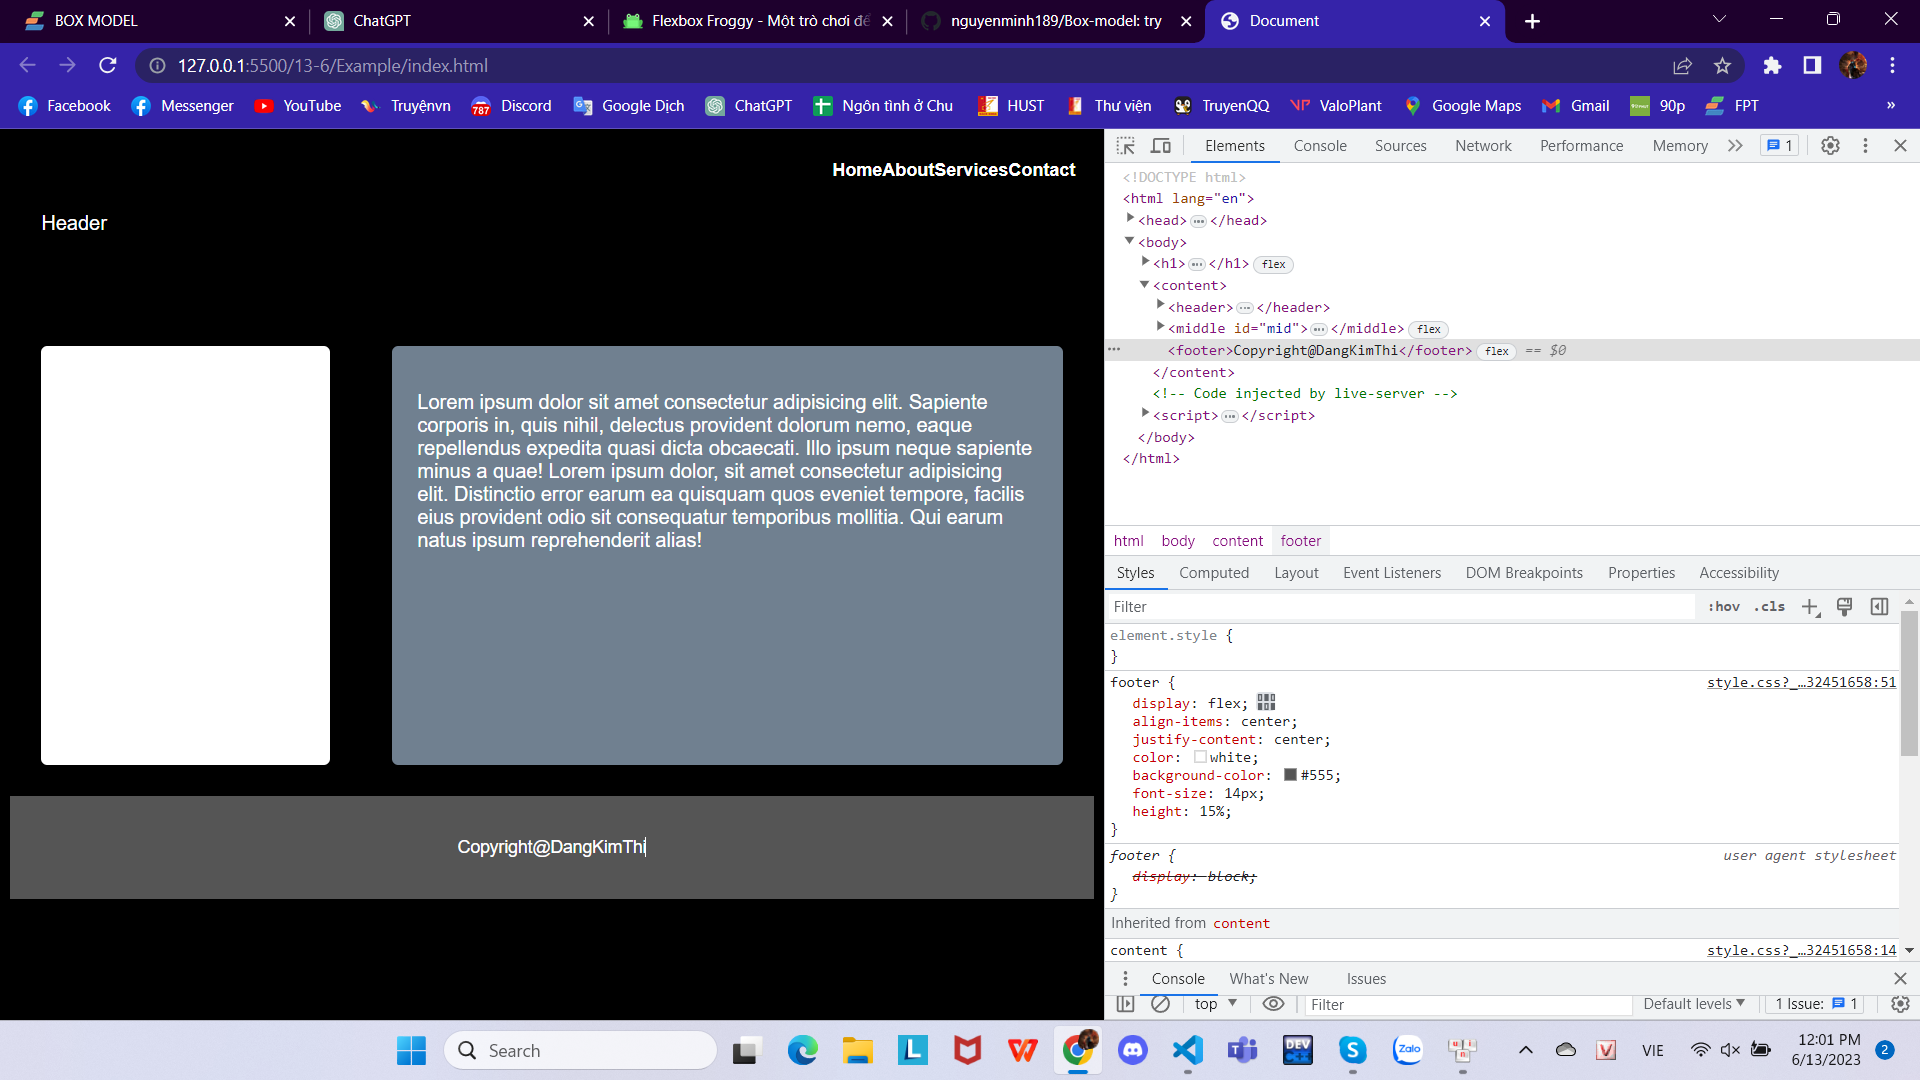 BOX MODEL
ChatGPT
Flexbox Froggy - Một trò chơi để
nguyenminh189/Box-model: try
Document
127.0.0.1:5500/13-6/Example/index.html
Facebook
Messenger
YouTube
Truyệnvn
787
Discord
Google Dịch
ChatGPT
Ngôn tình ở Chu
HUST
Thư viện
TruyenQQ
VP
ValoPlant
Google Maps
Gmail
90p
FPT
»
HomeAboutServicesContact
Header
Lorem ipsum dolor sit amet consectetur adipisicing elit. Sapiente
corporis in, quis nihil, delectus provident dolorum nemo, eaque
repellendus expedita quasi dicta obcaecati. Illo ipsum neque sapiente
minus a quae! Lorem ipsum dolor, sit amet consectetur adipisicing
elit. Distinctio error earum ea quisquam quos eveniet tempore, facilis
eius provident odio sit consequatur temporibus mollitia. Qui earum
natus ipsum reprehenderit alias!
Copyright@DangKimThi
Elements Console Sources Network Performance Memory » 1
<!DOCTYPE html>
<html lang="en">
<head>…</head>
<body>
<h1>…</h1> flex
<content>
<header>…</header>
<middle id="mid">…</middle> flex
… <footer>Copyright@DangKimThi</footer> flex == $0
</content>
<!-- Code injected by live-server -->
<script>…</script>
</body>
</html>
html body content footer
Styles Computed Layout Event Listeners DOM Breakpoints Properties Accessibility
Filter :hov .cls
element.style {
}
footer { style.css?_…32451658:51
display: flex;
align-items: center;
justify-content: center;
color: white;
background-color: #555;
font-size: 14px;
height: 15%;
}
footer { user agent stylesheet
display: block;
}
Inherited from content
content { style.css?_…32451658:14
Console What's New Issues
top Filter Default levels 1 Issue: 1
Search
L
DEV C++
Zalo
V
VIE
12:01 PM
6/13/2023
2